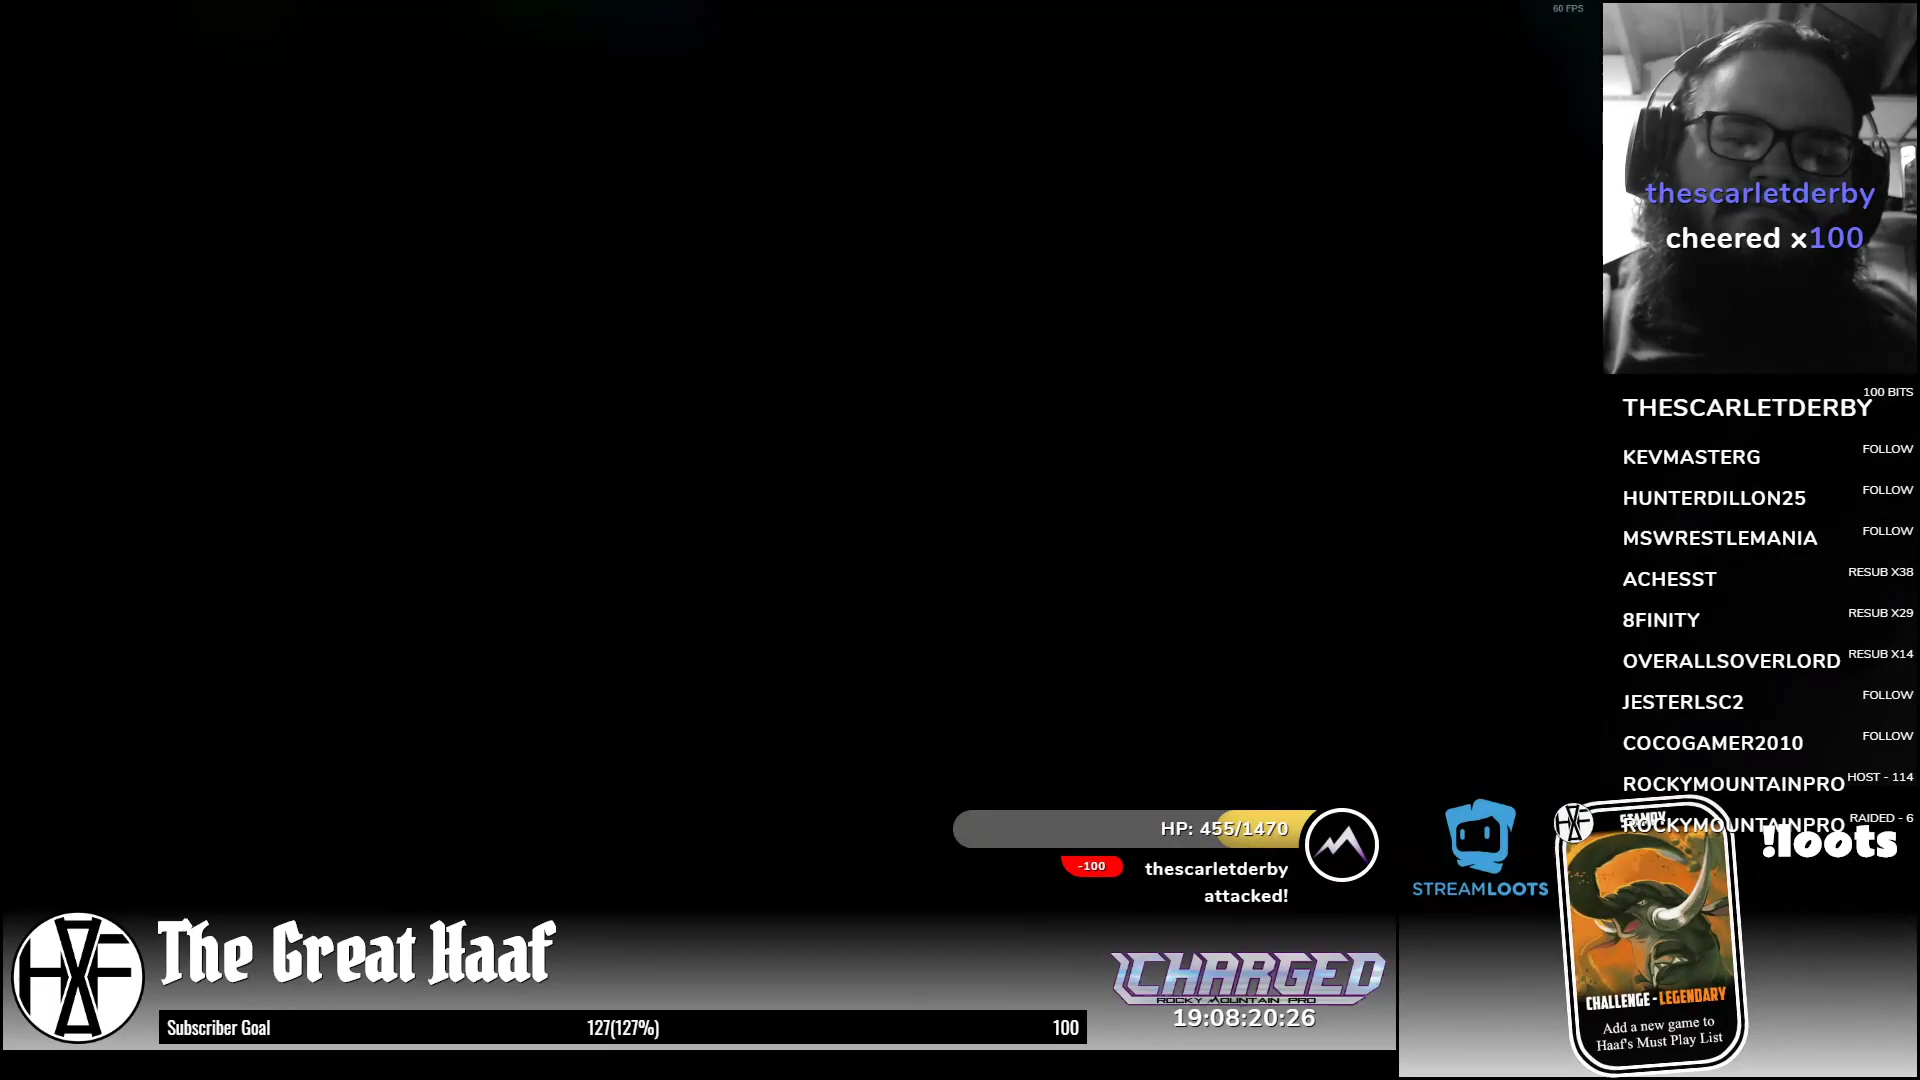 60 FPS
thescarletderby
cheered x100
100 BITS
THESCARLETDERBY
KEVMASTERG FOLLOW
HUNTERDILLON25 FOLLOW
MSWRESTLEMANIA FOLLOW
ACHESST RESUB X38
8FINITY RESUB X29
OVERALLSOVERLORD RESUB X14
JESTERLSC2 FOLLOW
COCOGAMER2010 FOLLOW
ROCKYMOUNTAINPRO HOST - 114
ROCKYMOUNTAINPRO RAIDED - 6
HP: 455/1470
-100 thescarletderby
attacked!
STREAMLOOTS
!loots
HXF
The Great Haaf
Subscriber Goal 127(127%) 100
CHARGED
ROCKY MOUNTAIN PRO
19:08:20:26
CHALLENGE - LEGENDARY
Add a new game to
Haaf's Must Play List